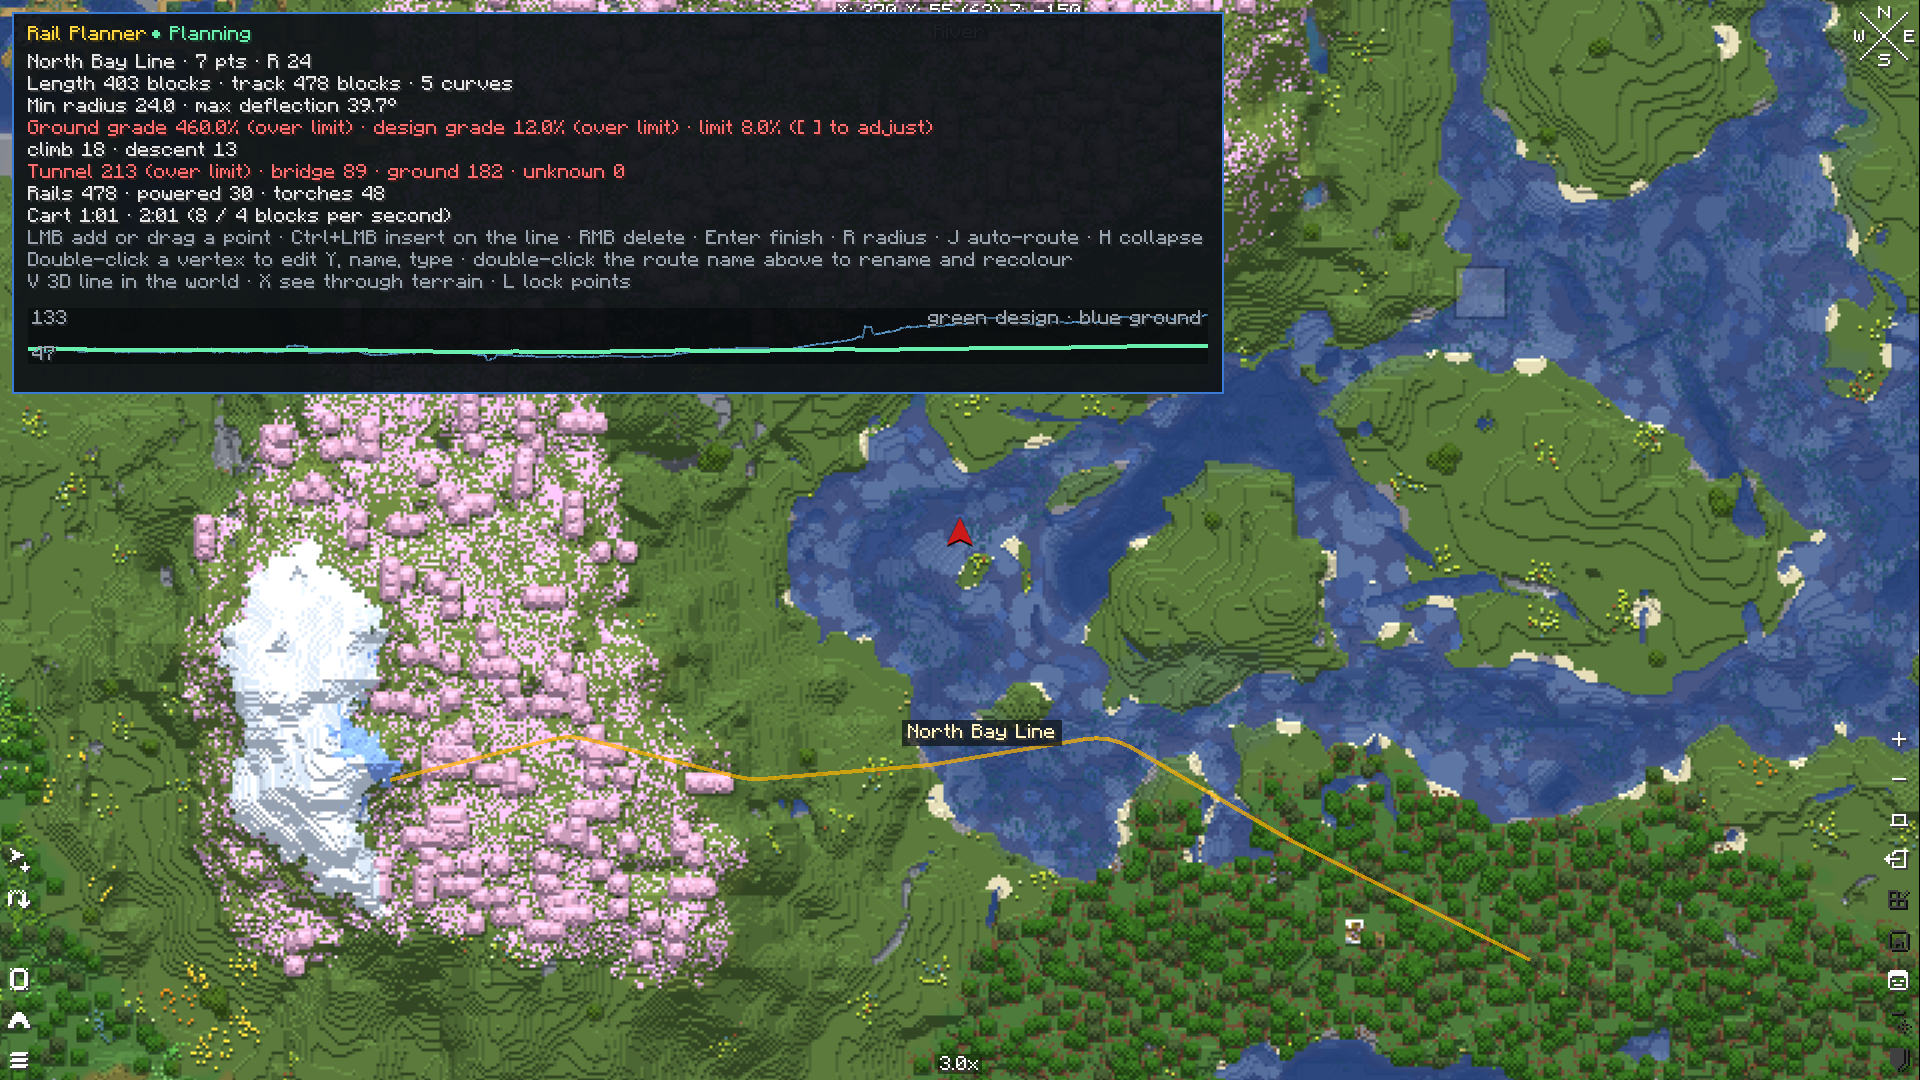 X: 270 Y: 55 (63) Z: -150
River
Rail Planner • Planning
North Bay Line · 7 pts · R 24
Length 403 blocks · track 478 blocks · 5 curves
Min radius 24.0 · max deflection 39.7°
Ground grade 460.0% (over limit) · design grade 12.0% (over limit) · limit 8.0% ([ ] to adjust)
climb 18 · descent 13
Tunnel 213 (over limit) · bridge 89 · ground 182 · unknown 0
Rails 478 · powered 30 · torches 48
Cart 1:01 · 2:01 (8 / 4 blocks per second)
LMB add or drag a point · Ctrl+LMB insert on the line · RMB delete · Enter finish · R radius · J auto-route · H collapse
Double-click a vertex to edit Y, name, type · double-click the route name above to rename and recolour
V 3D line in the world · X see through terrain · L lock points
133
green design · blue ground
47
N
W E
S
North Bay Line
3.0x